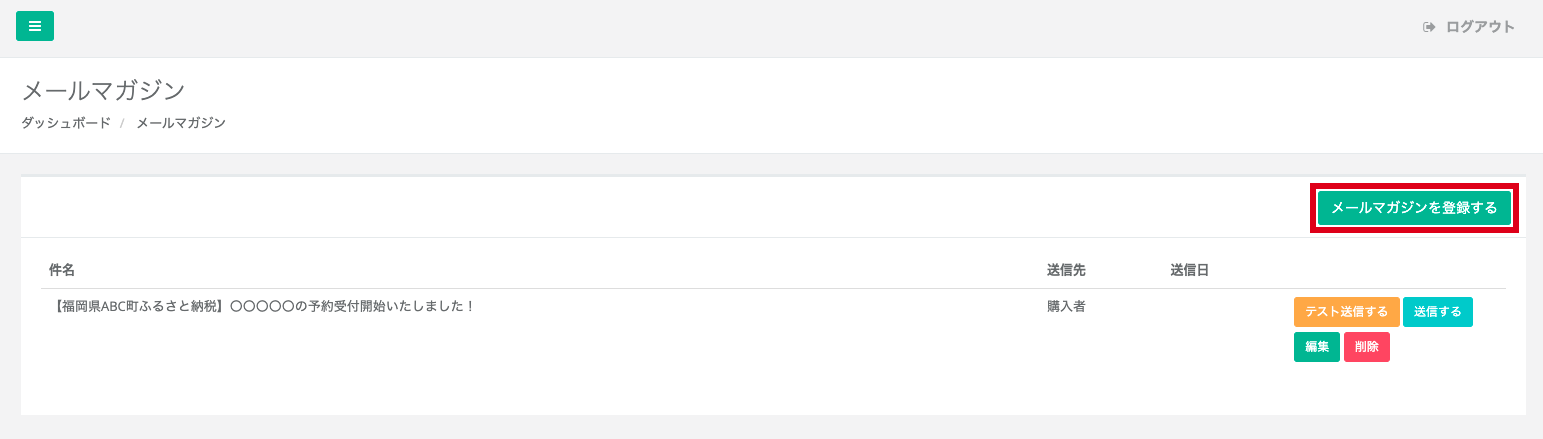 ログアウト
メールマガジン
ダッシュボード / メールマガジン
メールマガジンを登録する
件名 送信先 送信日
【福岡県ABC町ふるさと納税】〇〇〇〇〇の予約受付開始いたしました！ 購入者 テスト送信する 送信する
編集 削除